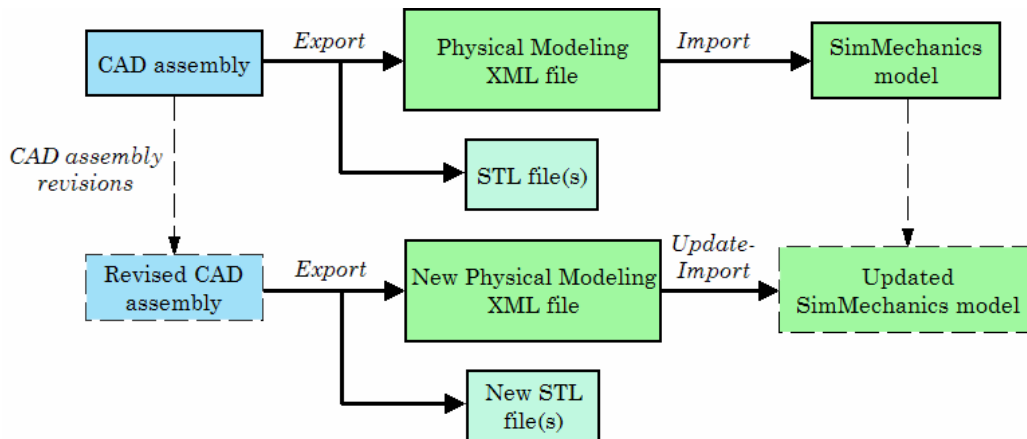 Export
Import
CAD assembly
Physical Modeling
XML file
SimMechanics
model
CAD assembly
revisions
STL file(s)
Revised CAD
assembly
Export
New Physical Modeling
XML file
Update-
Import
Updated
SimMechanics model
New STL
file(s)